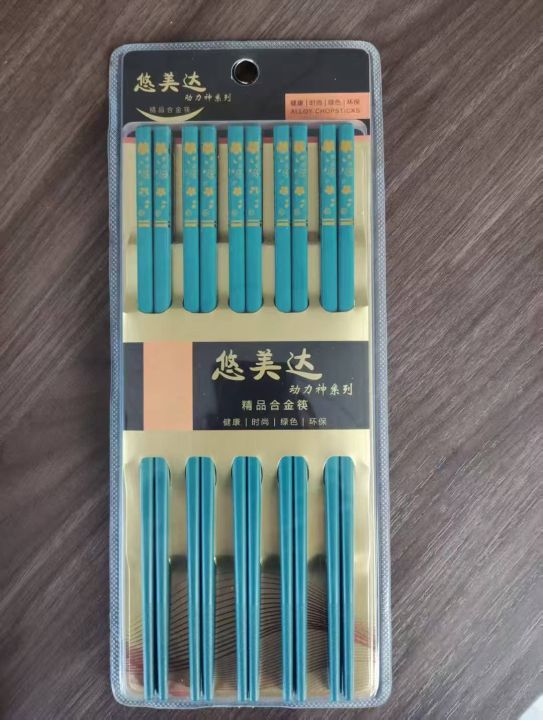 悠美达
动力神系列
精品合金筷
健康 | 时尚 | 绿色 | 环保
ALLOY CHOPSTICKS
悠美达
动力神系列
精品合金筷
健康 | 时尚 | 绿色 | 环保